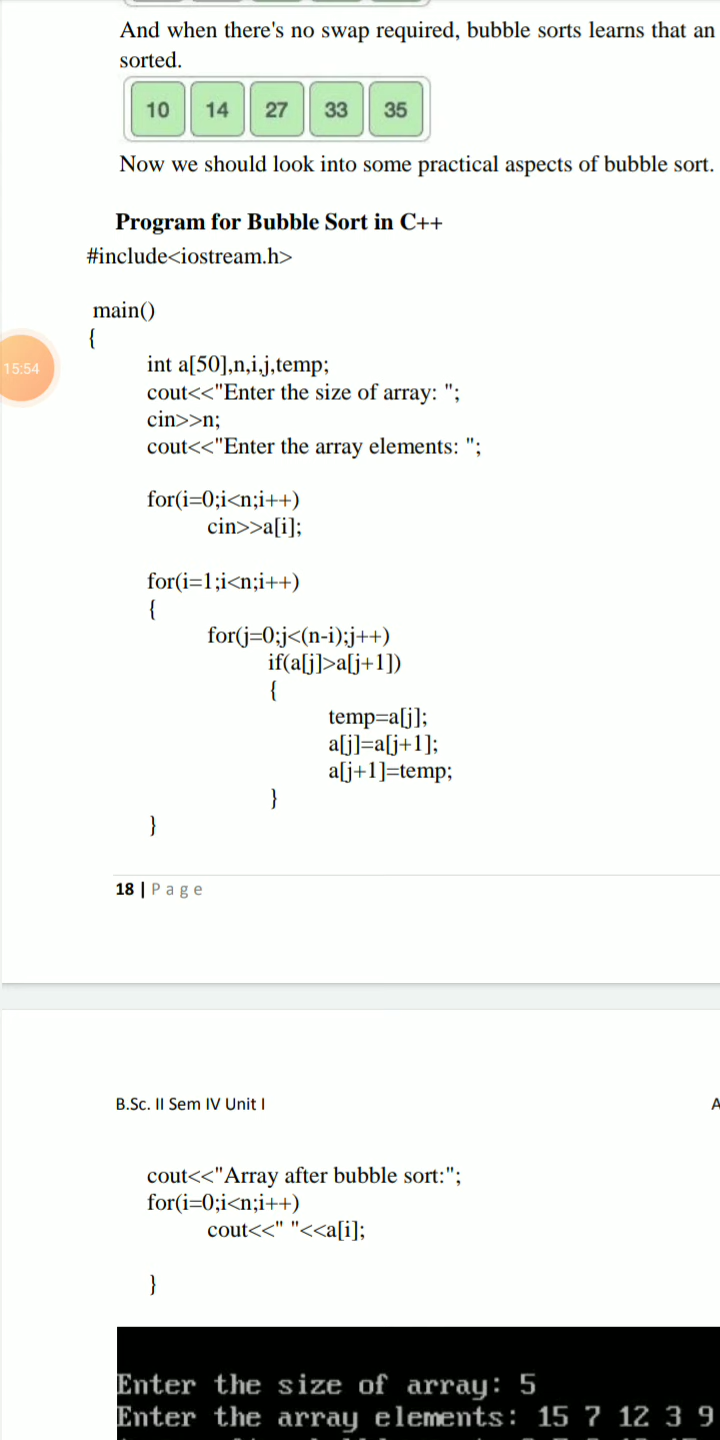 And when there's no swap required, bubble sorts learns that an
sorted.
10 14 27 33 35
Now we should look into some practical aspects of bubble sort.
Program for Bubble Sort in C++
#include<iostream.h>
main()
{
15:54
int a[50],n,i,j,temp;
cout<<"Enter the size of array: ";
cin>>n;
cout<<"Enter the array elements: ";
for(i=0;i<n;i++)
cin>>a[i];
for(i=1;i<n;i++)
{
for(j=0;j<(n-i);j++)
if(a[j]>a[j+1])
{
temp=a[j];
a[j]=a[j+1];
a[j+1]=temp;
}
}
18 | Page
B.Sc. II Sem IV Unit I
A
cout<<"Array after bubble sort:";
for(i=0;i<n;i++)
cout<<" "<<a[i];
}
Enter the size of array: 5
Enter the array elements: 15 7 12 3 9